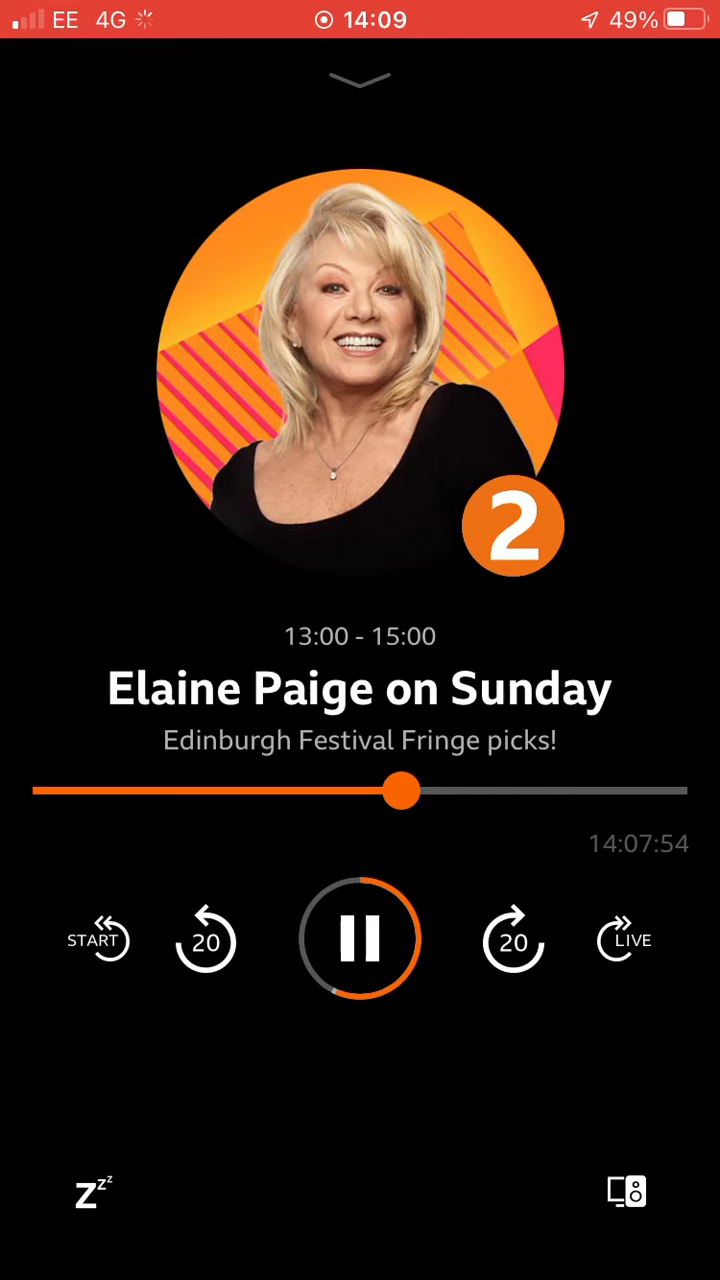 EE 4G 14:09 49%
2
13:00 - 15:00
Elaine Paige on Sunday
Edinburgh Festival Fringe picks!
14:07:54
START 20 20 LIVE
Zzz